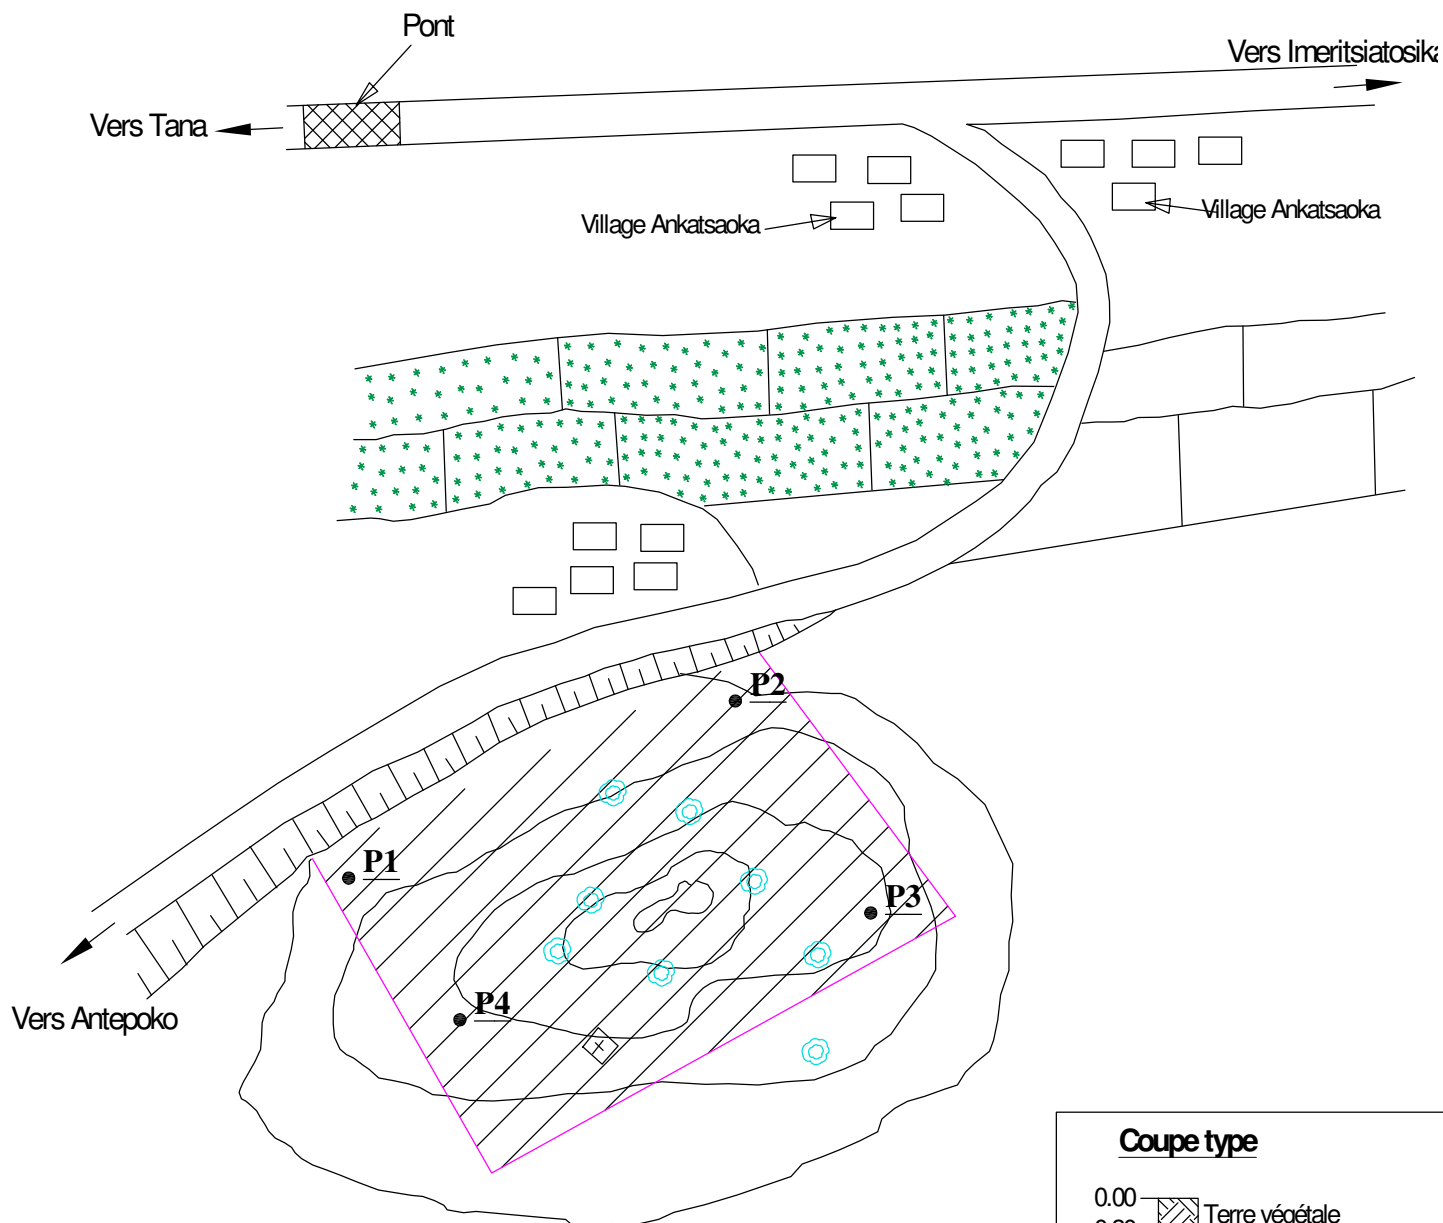 Pont
Vers Imeritsiatosika
Vers Tana
Village Ankatsaoka
Village Ankatsaoka
P2
P1
P3
P4
Vers Antepoko
Coupe type
0.00
Terre végétale